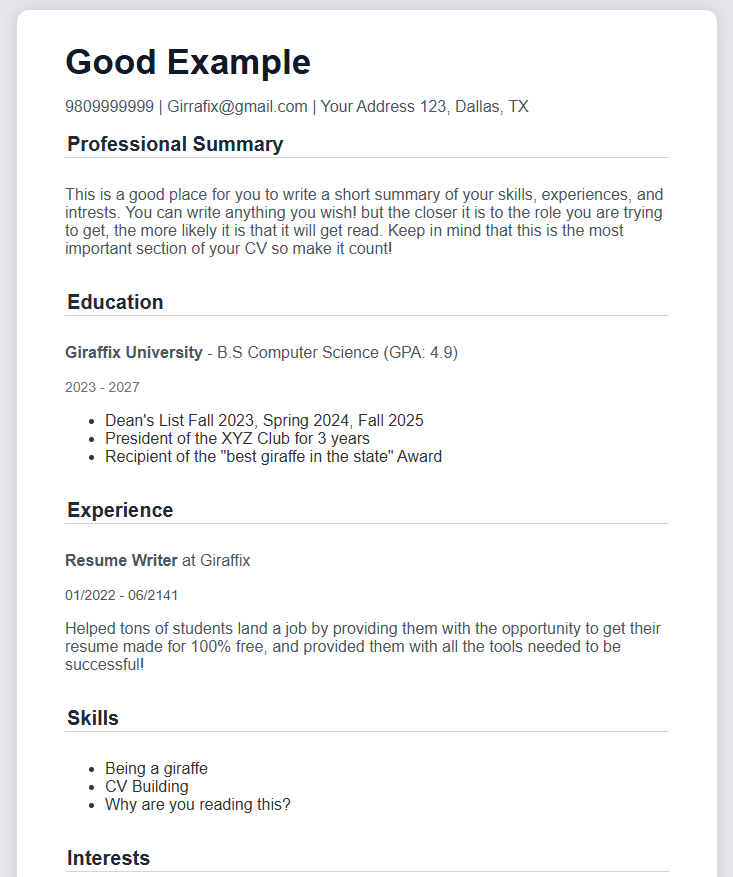 Good Example
9809999999 | Girrafix@gmail.com | Your Address 123, Dallas, TX
Professional Summary
This is a good place for you to write a short summary of your skills, experiences, and
intrests. You can write anything you wish! but the closer it is to the role you are trying
to get, the more likely it is that it will get read. Keep in mind that this is the most
important section of your CV so make it count!
Education
Giraffix University - B.S Computer Science (GPA: 4.9)
2023 - 2027
• Dean's List Fall 2023, Spring 2024, Fall 2025
• President of the XYZ Club for 3 years
• Recipient of the "best giraffe in the state" Award
Experience
Resume Writer at Giraffix
01/2022 - 06/2141
Helped tons of students land a job by providing them with the opportunity to get their
resume made for 100% free, and provided them with all the tools needed to be
successful!
Skills
• Being a giraffe
• CV Building
• Why are you reading this?
Interests